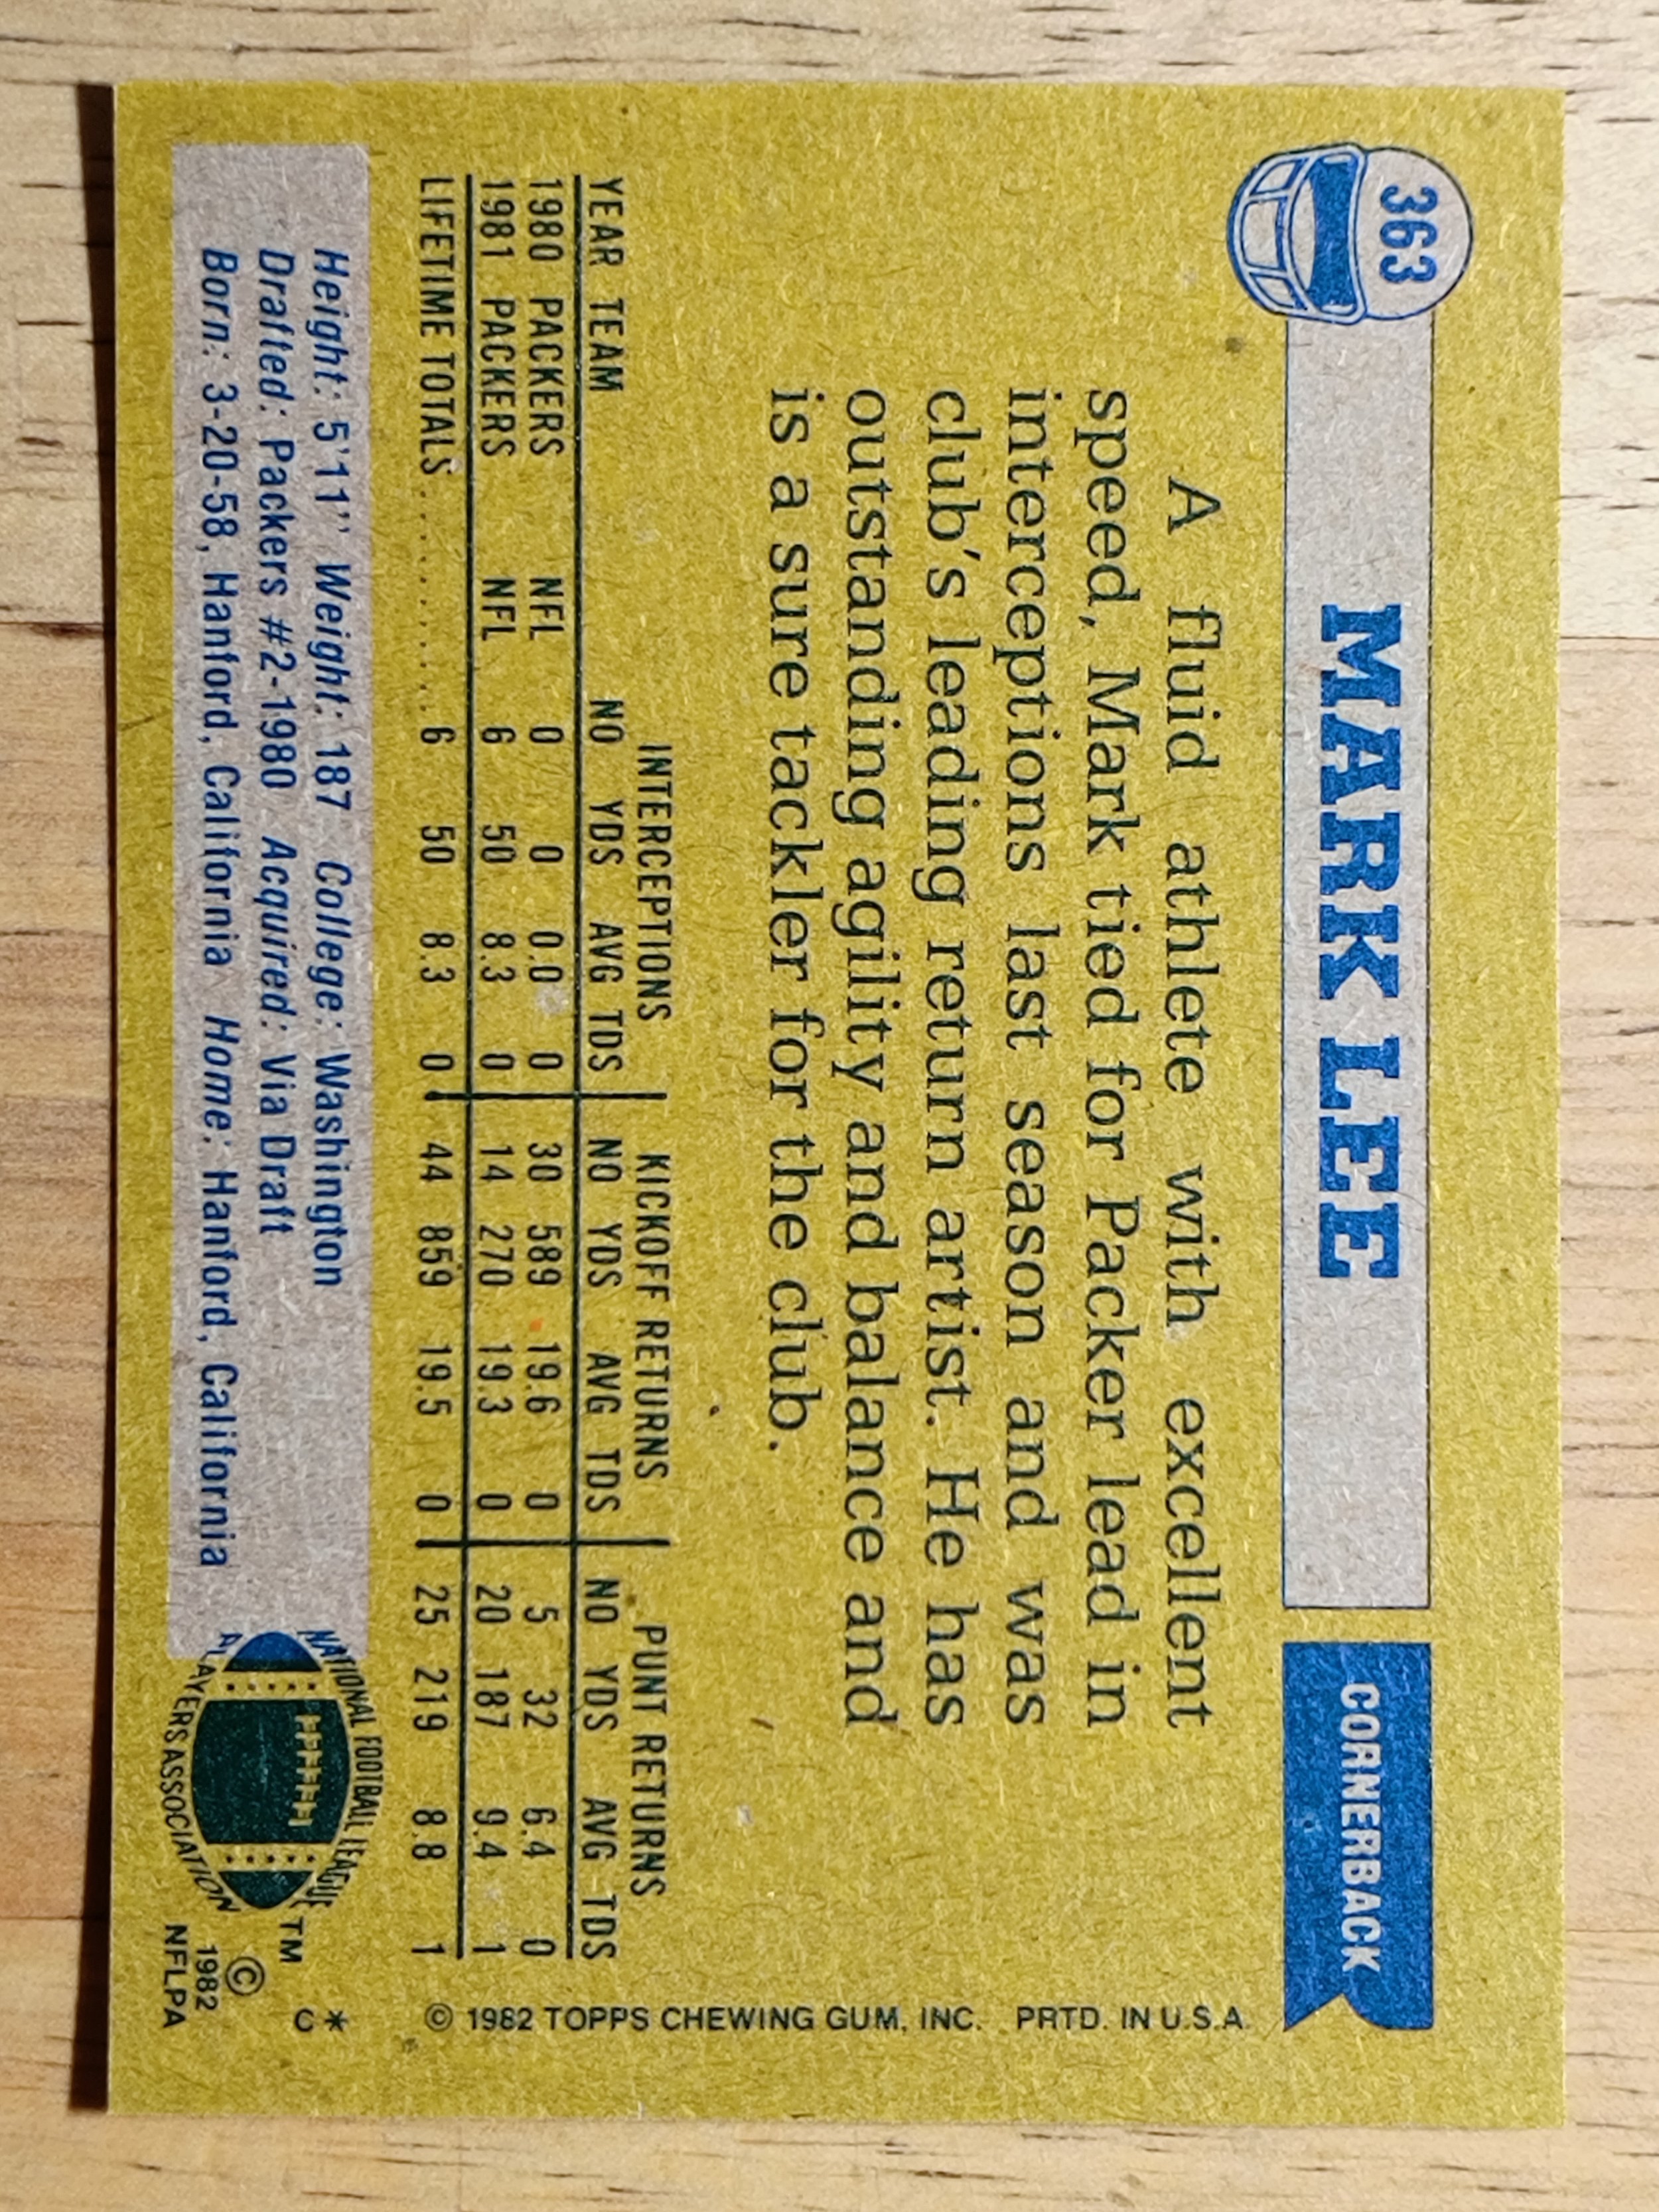 363
MARK LEE
CORNERBACK
A fluid athlete with excellent
speed, Mark tied for Packer lead in
interceptions last season and was
club's leading return artist. He has
outstanding agility and balance and
is a sure tackler for the club.
INTERCEPTIONS KICKOFF RETURNS PUNT RETURNS
YEAR TEAM NO YDS AVG TDS NO YDS AVG TDS NO YDS AVG TDS
1980 PACKERS NFL 0 0 0.0 0 30 589 19.6 0 5 32 6.4 0
1981 PACKERS NFL 6 50 8.3 0 14 270 19.3 0 20 187 9.4 1
LIFETIME TOTALS .............. 6 50 8.3 0 44 859 19.5 0 25 219 8.8 1
Height: 5'11" Weight: 187 College: Washington
Drafted: Packers #2-1980 Acquired: Via Draft
Born: 3-20-58, Hanford, California Home: Hanford, California
NATIONAL FOOTBALL LEAGUE
PLAYERS ASSOCIATION
TM
© 1982
NFLPA
C*
© 1982 TOPPS CHEWING GUM, INC. PRTD. IN U.S.A.